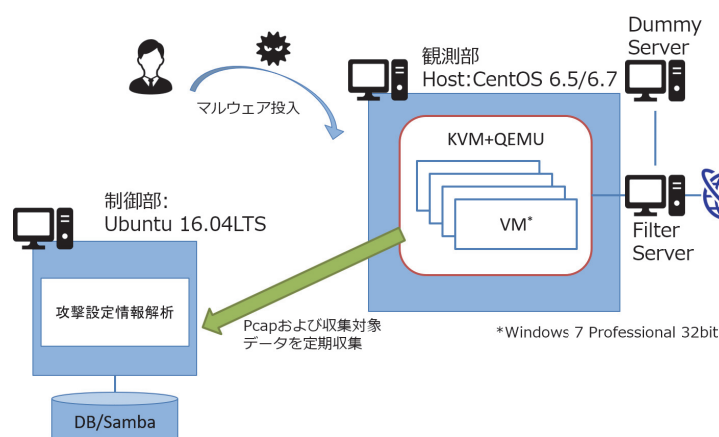 Dummy
Server
観測部
Host:CentOS 6.5/6.7
マルウェア投入
KVM+QEMU
VM*
制御部:
Ubuntu 16.04LTS
Filter
Server
攻撃設定情報解析
Pcapおよび収集対象
データを定期収集
*Windows 7 Professional 32bit
DB/Samba